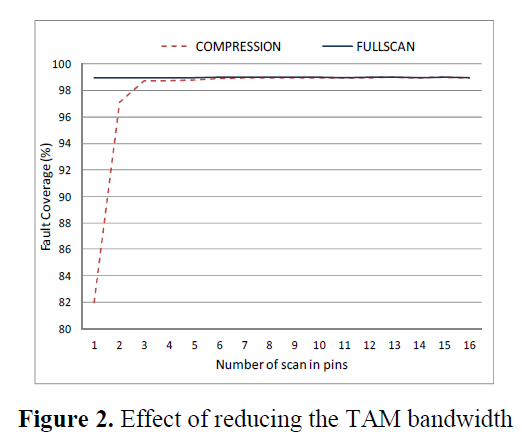 COMPRESSION FULLSCAN
100
98
96
94
92
90
88
86
84
82
80
Fault Coverage (%)
1 2 3 4 5 6 7 8 9 10 11 12 13 14 15 16
Number of scan in pins
Figure 2. Effect of reducing the TAM bandwidth